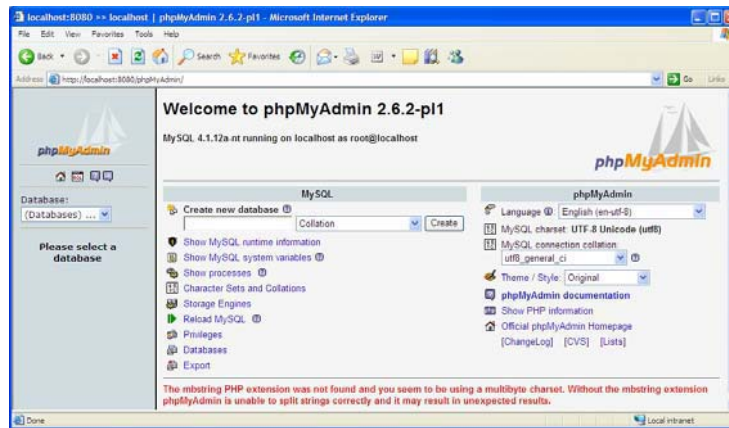 localhost:8080 >> localhost | phpMyAdmin 2.6.2-pl1 - Microsoft Internet Explorer
File Edit View Favorites Tools Help
Back Search Favorites
Address http://localhost:8080/phpMyAdmin/ Go Links
phpMyAdmin
Database:
(Databases) ...
Please select a
database
Welcome to phpMyAdmin 2.6.2-pl1
MySQL 4.1.12a-nt running on localhost as root@localhost
phpMyAdmin
MySQL
Create new database
Collation Create
Show MySQL runtime information
Show MySQL system variables
Show processes
Character Sets and Collations
Storage Engines
Reload MySQL
Privileges
Databases
Export
phpMyAdmin
Language: English (en-utf-8)
MySQL charset: UTF-8 Unicode (utf8)
MySQL connection collation:
utf8_general_ci
Theme / Style: Original
phpMyAdmin documentation
Show PHP information
Official phpMyAdmin Homepage
[ChangeLog] [CVS] [Lists]
The mbstring PHP extension was not found and you seem to be using a multibyte charset. Without the mbstring extension
phpMyAdmin is unable to split strings correctly and it may result in unexpected results.
Done Local intranet